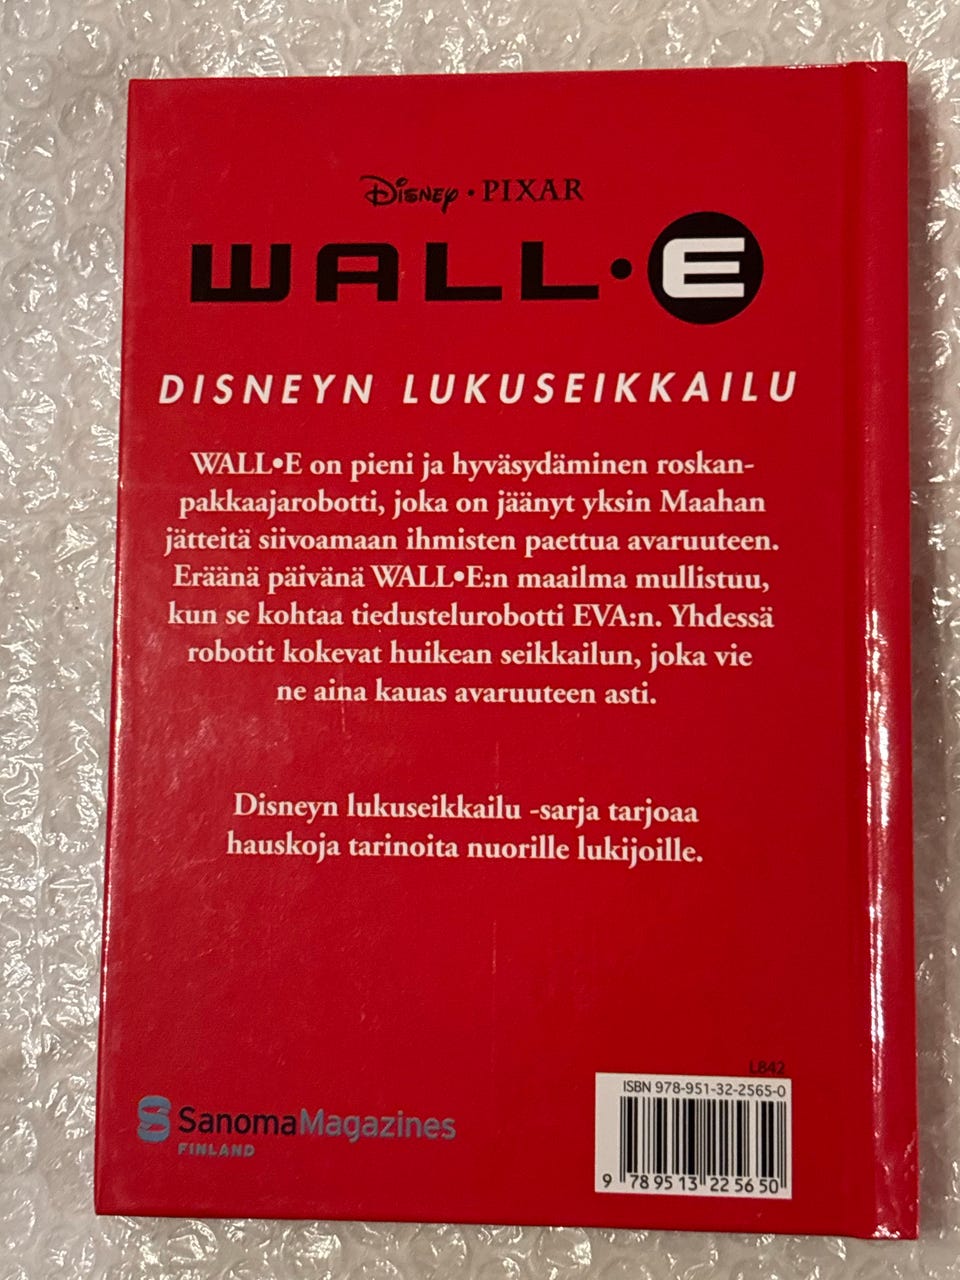 Disney · PIXAR
WALL·E
DISNEYN LUKUSEIKKAILU
WALL•E on pieni ja hyväsydäminen roskan-
pakkaajarobotti, joka on jäänyt yksin Maahan
jätteitä siivoamaan ihmisten paettua avaruuteen.
Eräänä päivänä WALL•E:n maailma mullistuu,
kun se kohtaa tiedustelurobotti EVA:n. Yhdessä
robotit kokevat huikean seikkailun, joka vie
ne aina kauas avaruuteen asti.
Disneyn lukuseikkailu -sarja tarjoaa
hauskoja tarinoita nuorille lukijoille.
L842
ISBN 978-951-32-2565-0
SanomaMagazines
FINLAND
9 789513 225650